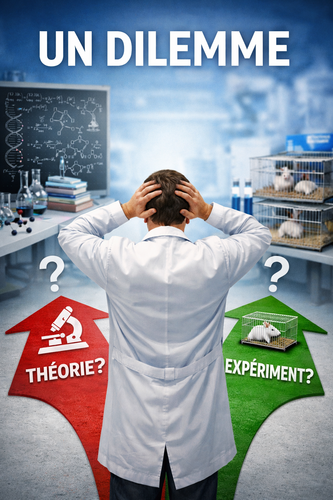 UN DILEMME
?
?
THÉORIE?
EXPÉRIMENT?